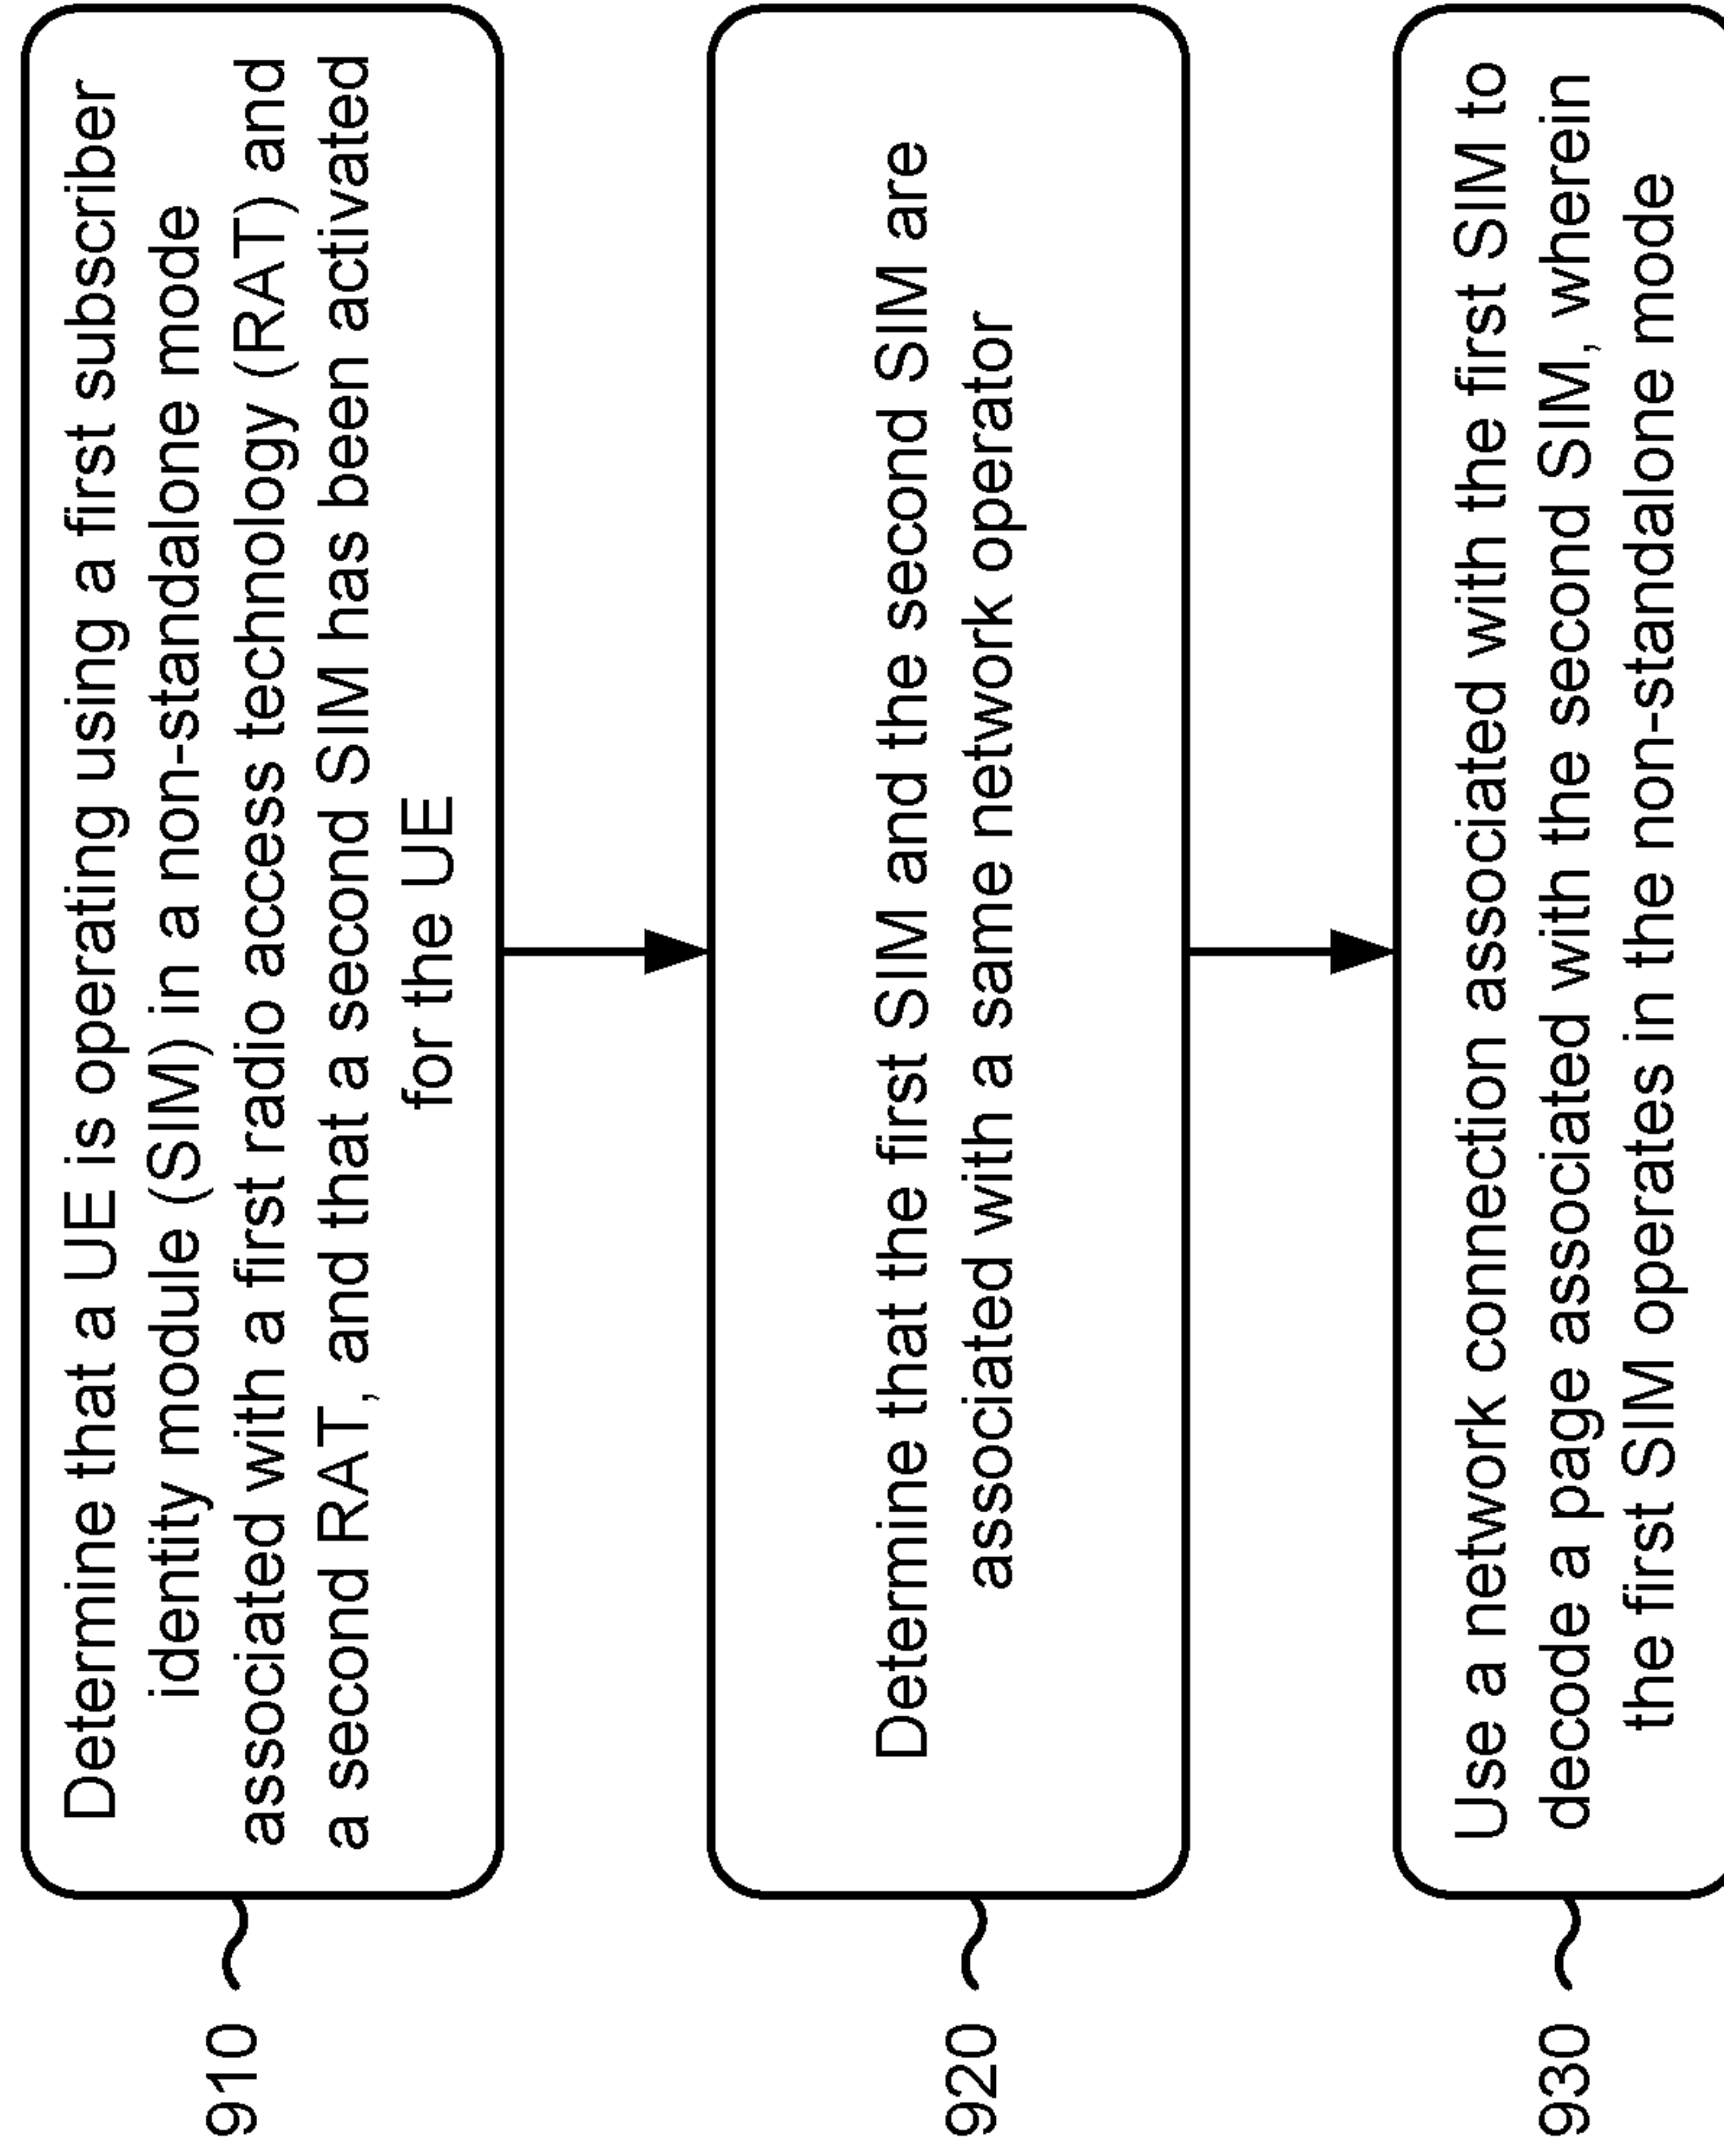 910
Determine that a UE is operating using a first subscriber
identity module (SIM) in a non-standalone mode
associated with a first radio access technology (RAT) and
a second RAT, and that a second SIM has been activated
for the UE
920
Determine that the first SIM and the second SIM are
associated with a same network operator
930
Use a network connection associated with the first SIM to
decode a page associated with the second SIM, wherein
the first SIM operates in the non-standalone mode